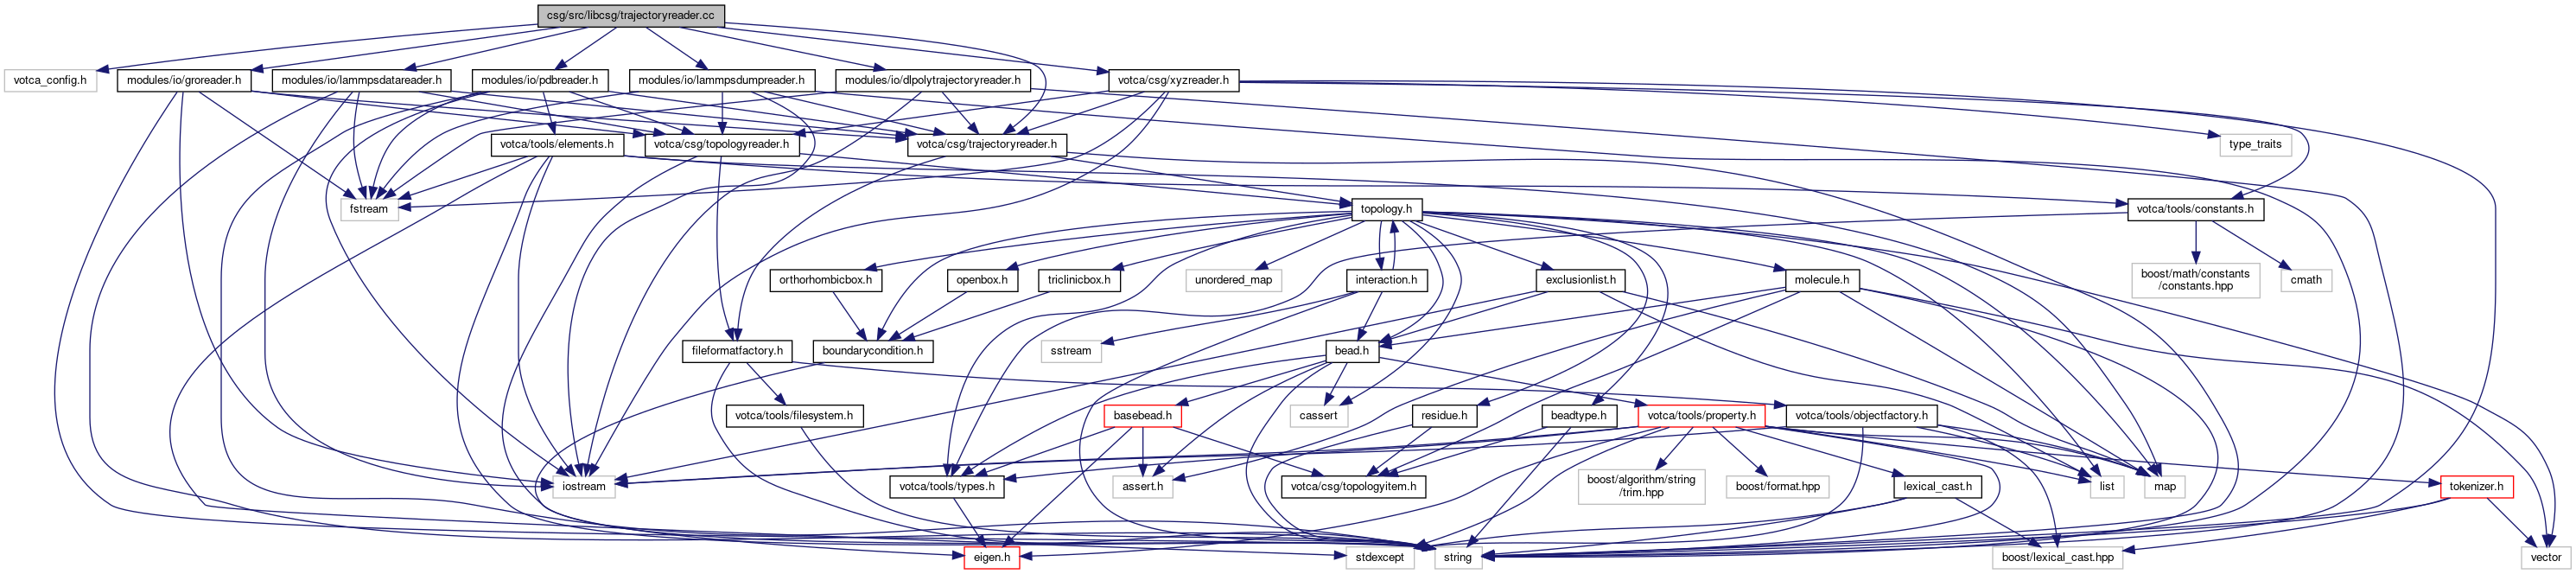 csg/src/libcsg/trajectoryreader.cc
votca_config.h
modules/io/groreader.h
modules/io/lammpsdatareader.h
modules/io/pdbreader.h
modules/io/lammpsdumpreader.h
modules/io/dlpolytrajectoryreader.h
votca/csg/xyzreader.h
votca/tools/elements.h
votca/csg/topologyreader.h
votca/csg/trajectoryreader.h
type_traits
fstream
topology.h
votca/tools/constants.h
orthorhombicbox.h
openbox.h
triclinicbox.h
unordered_map
interaction.h
exclusionlist.h
molecule.h
boost/math/constants
/constants.hpp
cmath
fileformatfactory.h
boundarycondition.h
sstream
bead.h
votca/tools/filesystem.h
basebead.h
cassert
residue.h
beadtype.h
votca/tools/property.h
votca/tools/objectfactory.h
iostream
votca/tools/types.h
assert.h
votca/csg/topologyitem.h
boost/algorithm/string
/trim.hpp
boost/format.hpp
lexical_cast.h
list
map
tokenizer.h
eigen.h
stdexcept
string
boost/lexical_cast.hpp
vector